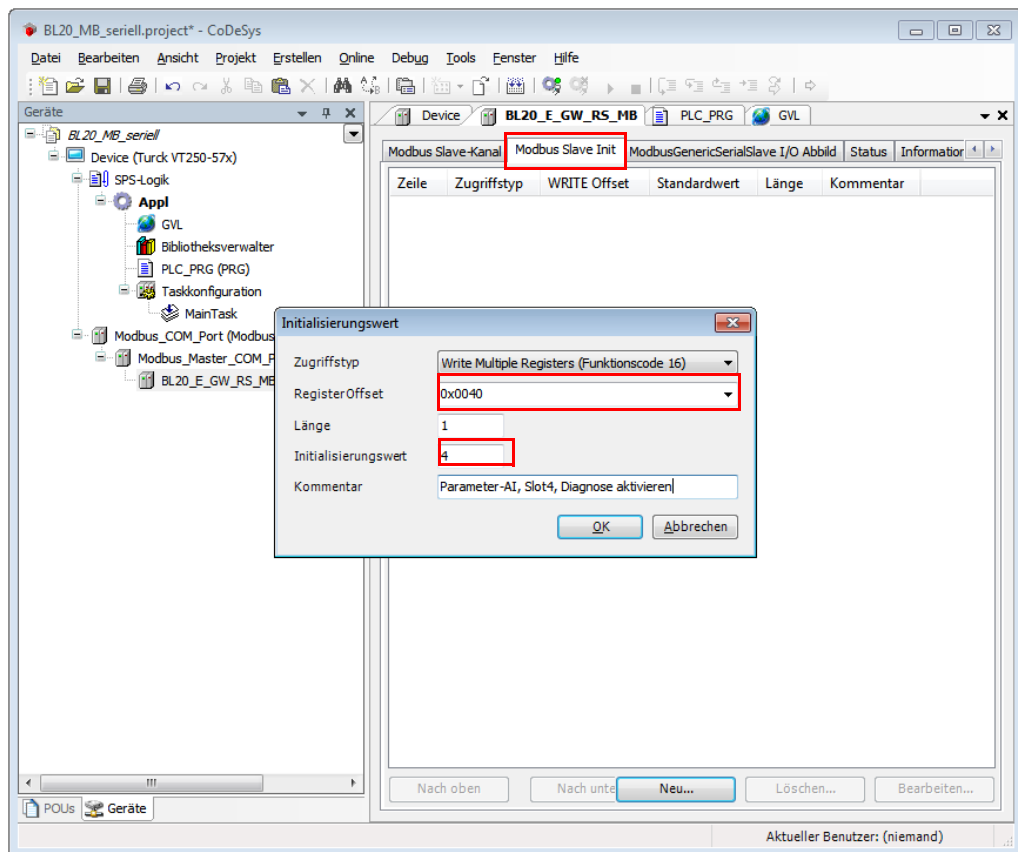 BL20_MB_seriell.project* - CoDeSys
Datei Bearbeiten Ansicht Projekt Erstellen Online Debug Tools Fenster Hilfe
Geräte
BL20_MB_seriell
Device (Turck VT250-57x)
SPS-Logik
Appl
GVL
Bibliotheksverwalter
PLC_PRG (PRG)
Taskkonfiguration
MainTask
Modbus_COM_Port (Modbus
Modbus_Master_COM_P
BL20_E_GW_RS_MB
POUs Geräte
Device BL20_E_GW_RS_MB PLC_PRG GVL
Modbus Slave-Kanal Modbus Slave Init ModbusGenericSerialSlave I/O Abbild Status Information
Zeile Zugriffstyp WRITE Offset Standardwert Länge Kommentar
Initialisierungswert
Zugriffstyp Write Multiple Registers (Funktionscode 16)
RegisterOffset 0x0040
Länge 1
Initialisierungswert 4
Kommentar Parameter-AI, Slot4, Diagnose aktivieren
OK Abbrechen
Nach oben Nach unte Neu... Löschen... Bearbeiten...
Aktueller Benutzer: (niemand)